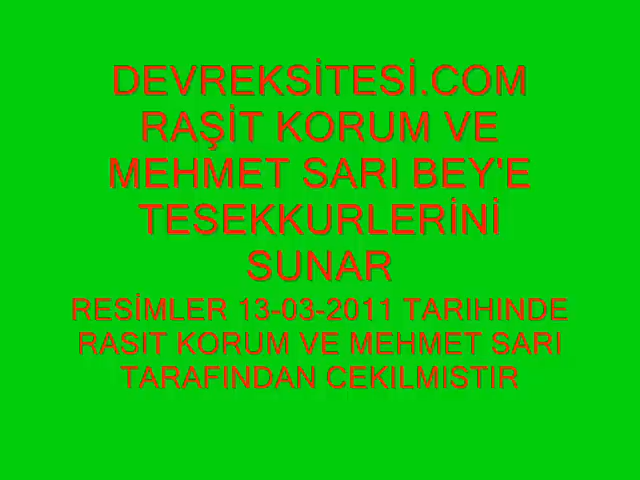 DEVREKSİTESİ.COM
RAŞİT KORUM VE
MEHMET SARI BEY'E
TESEKKURLERİNİ
SUNAR
RESİMLER 13-03-2011 TARIHINDE
RASIT KORUM VE MEHMET SARI
TARAFINDAN CEKILMISTIR